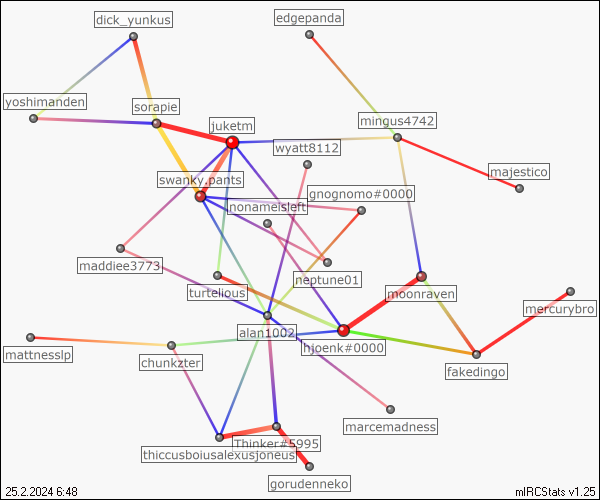 dick_yunkus
edgepanda
yoshimanden
sorapie
juketm
mingus4742
wyatt8112
majestico
swanky.pants
gnognomo#0000
nonameisleft
maddiee3773
neptune01
turtelious
moonraven
mercurybro
alan1002
hjoenk#0000
mattnesslp
chunkzter
fakedingo
marcemadness
Thinker#5995
thiccusboiusalexusjoneus
gorudenneko
25.2.2024 6:48
mIRCStats v1.25